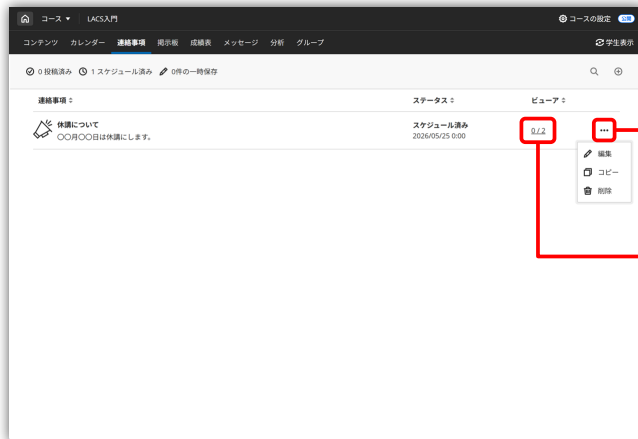 コース ▼ LACS入門 コースの設定 公開
コンテンツ カレンダー 連絡事項 掲示板 成績表 メッセージ 分析 グループ 学生表示
0 投稿済み 1 スケジュール済み 0件の一時保存
連絡事項 ステータス ビューア
休講について スケジュール済み
〇〇月〇〇日は休講にします。 2026/05/25 0:00 0 / 2
編集
コピー
削除